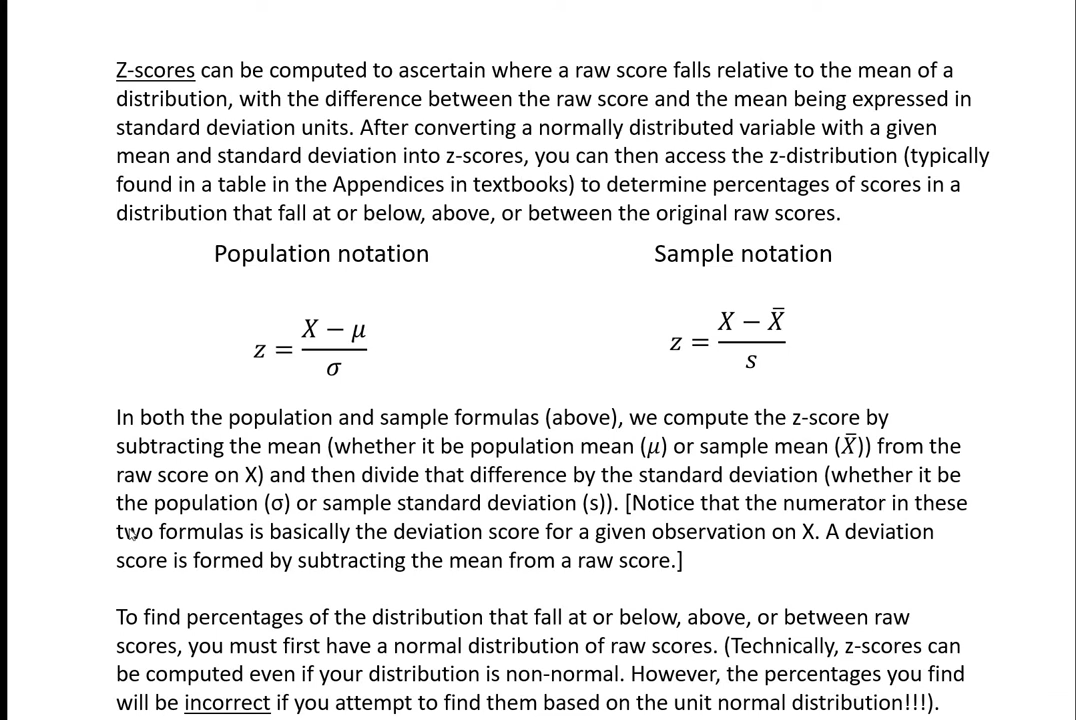 Z-scores can be computed to ascertain where a raw score falls relative to the mean of a
distribution, with the difference between the raw score and the mean being expressed in
standard deviation units. After converting a normally distributed variable with a given
mean and standard deviation into z-scores, you can then access the z-distribution (typically
found in a table in the Appendices in textbooks) to determine percentages of scores in a
distribution that fall at or below, above, or between the original raw scores.
Population notation
Sample notation
z = (X − μ) / σ
z = (X − X̄) / s
In both the population and sample formulas (above), we compute the z-score by
subtracting the mean (whether it be population mean (μ) or sample mean (X̄)) from the
raw score on X) and then divide that difference by the standard deviation (whether it be
the population (σ) or sample standard deviation (s)). [Notice that the numerator in these
two formulas is basically the deviation score for a given observation on X. A deviation
score is formed by subtracting the mean from a raw score.]
To find percentages of the distribution that fall at or below, above, or between raw
scores, you must first have a normal distribution of raw scores. (Technically, z-scores can
be computed even if your distribution is non-normal. However, the percentages you find
will be incorrect if you attempt to find them based on the unit normal distribution!!!).